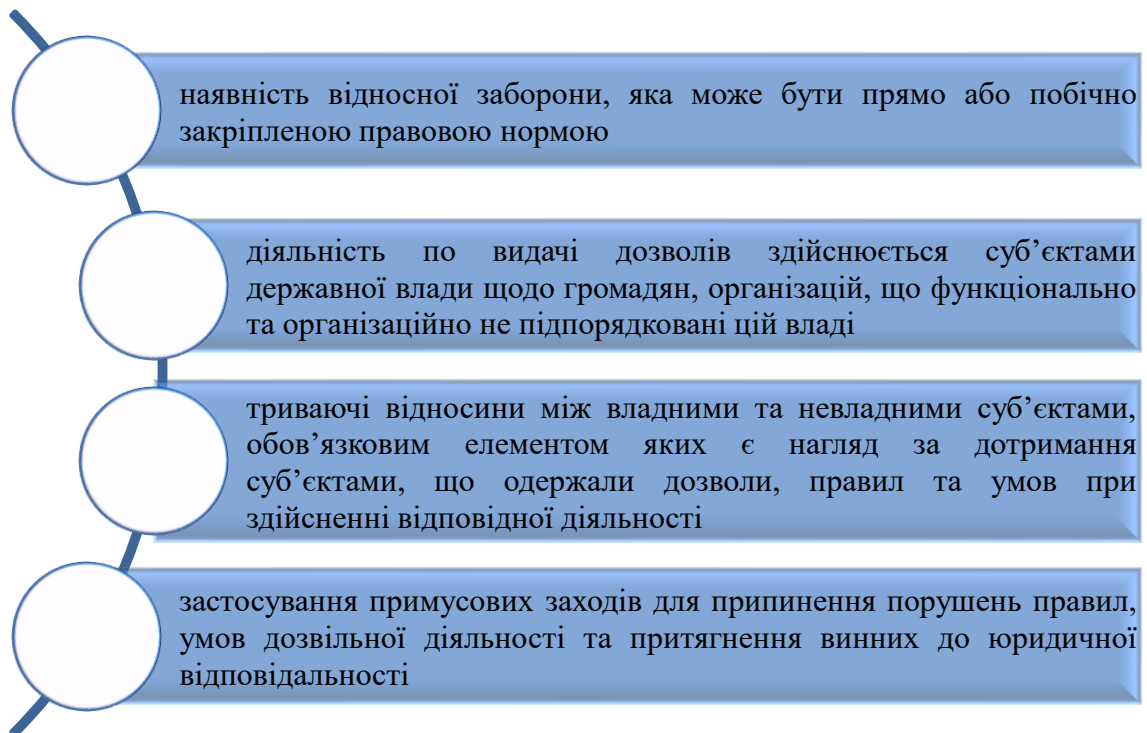 наявність відносної заборони, яка може бути прямо або побічно
закріпленою правовою нормою
діяльність по видачі дозволів здійснюється суб’єктами
державної влади щодо громадян, організацій, що функціонально
та організаційно не підпорядковані цій владі
триваючі відносини між владними та невладними суб’єктами,
обов’язковим елементом яких є нагляд за дотримання
суб’єктами, що одержали дозволи, правил та умов при
здійсненні відповідної діяльності
застосування примусових заходів для припинення порушень правил,
умов дозвільної діяльності та притягнення винних до юридичної
відповідальності